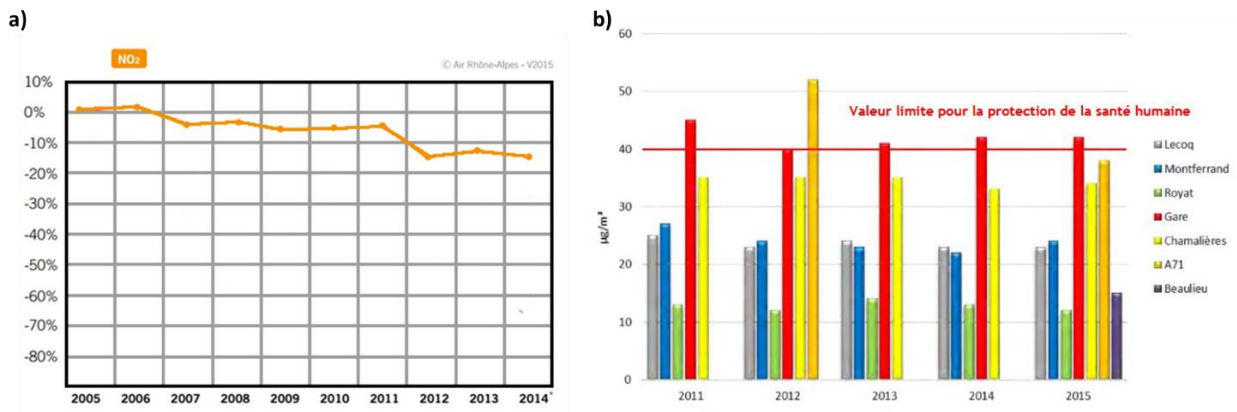 a)
NO₂
© Air Rhône-Alpes - V2015
10%
0%
-10%
-20%
-30%
-40%
-50%
-60%
-70%
-80%
2005 2006 2007 2008 2009 2010 2011 2012 2013 2014*
b)
60
50
40
30
20
10
0
µg/m³
Valeur limite pour la protection de la santé humaine
Lecoq
Montferrand
Royat
Gare
Chamalières
A71
Beaulieu
2011 2012 2013 2014 2015